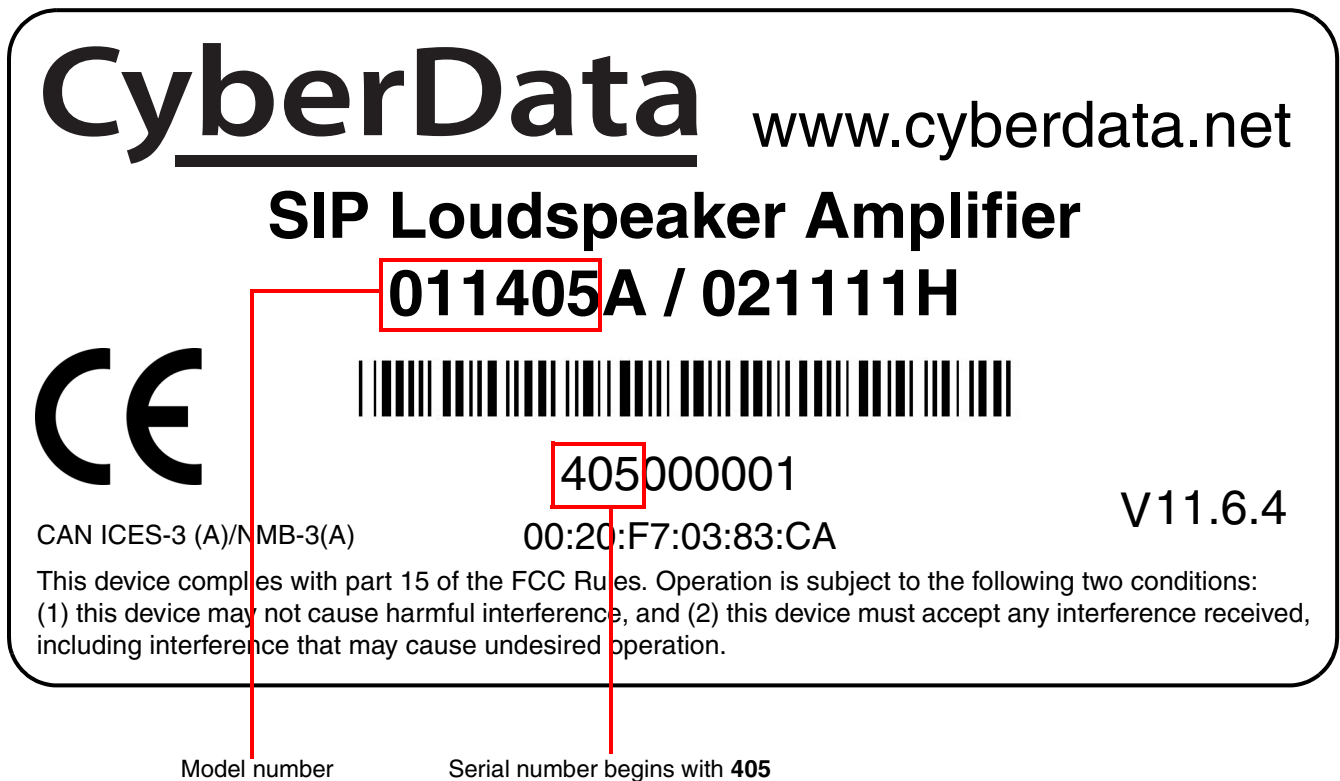 CyberData www.cyberdata.net
SIP Loudspeaker Amplifier
011405A / 021111H
CE
405000001
V11.6.4
CAN ICES-3 (A)/NMB-3(A) 00:20:F7:03:83:CA
This device complies with part 15 of the FCC Rules. Operation is subject to the following two conditions:
(1) this device may not cause harmful interference, and (2) this device must accept any interference received,
including interference that may cause undesired operation.
Model number Serial number begins with 405